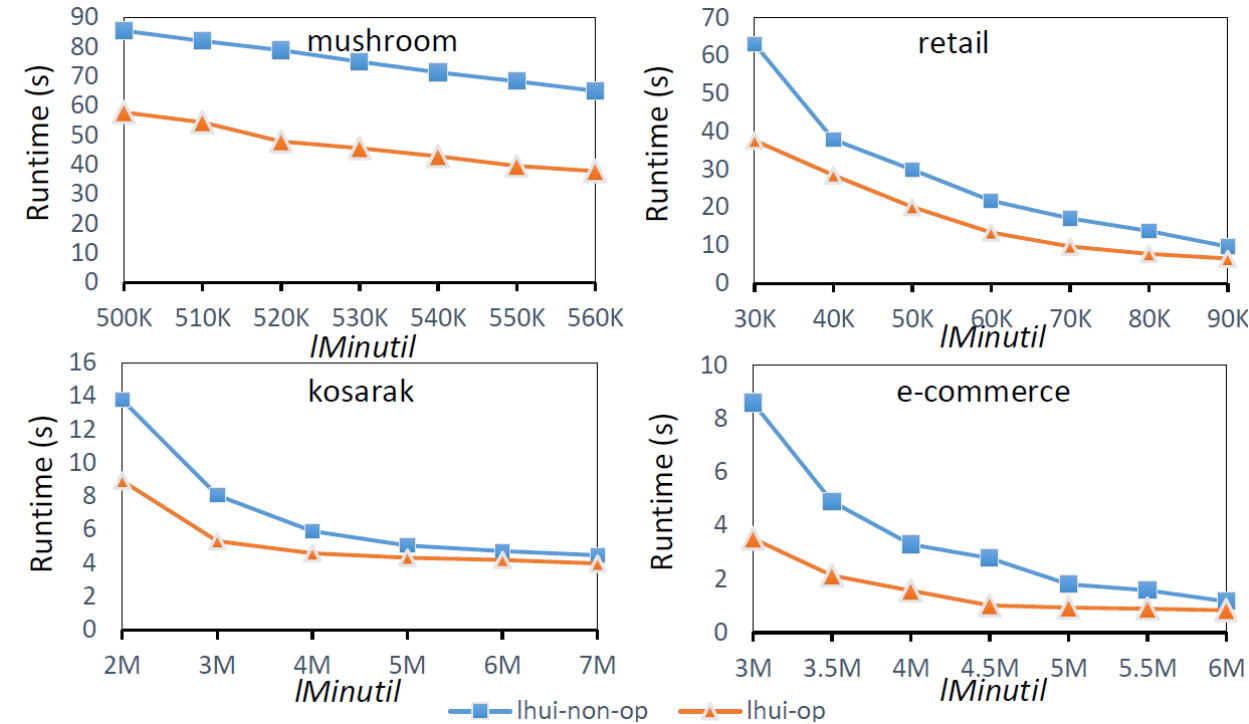 mushroom
Runtime (s)
90
80
70
60
50
40
30
20
10
0
500K 510K 520K 530K 540K 550K 560K
lMinutil
retail
Runtime (s)
70
60
50
40
30
20
10
0
30K 40K 50K 60K 70K 80K 90K
lMinutil
kosarak
Runtime (s)
16
14
12
10
8
6
4
2
0
2M 3M 4M 5M 6M 7M
lMinutil
e-commerce
Runtime (s)
10
8
6
4
2
0
3M 3.5M 4M 4.5M 5M 5.5M 6M
lMinutil
lhui-non-op lhui-op